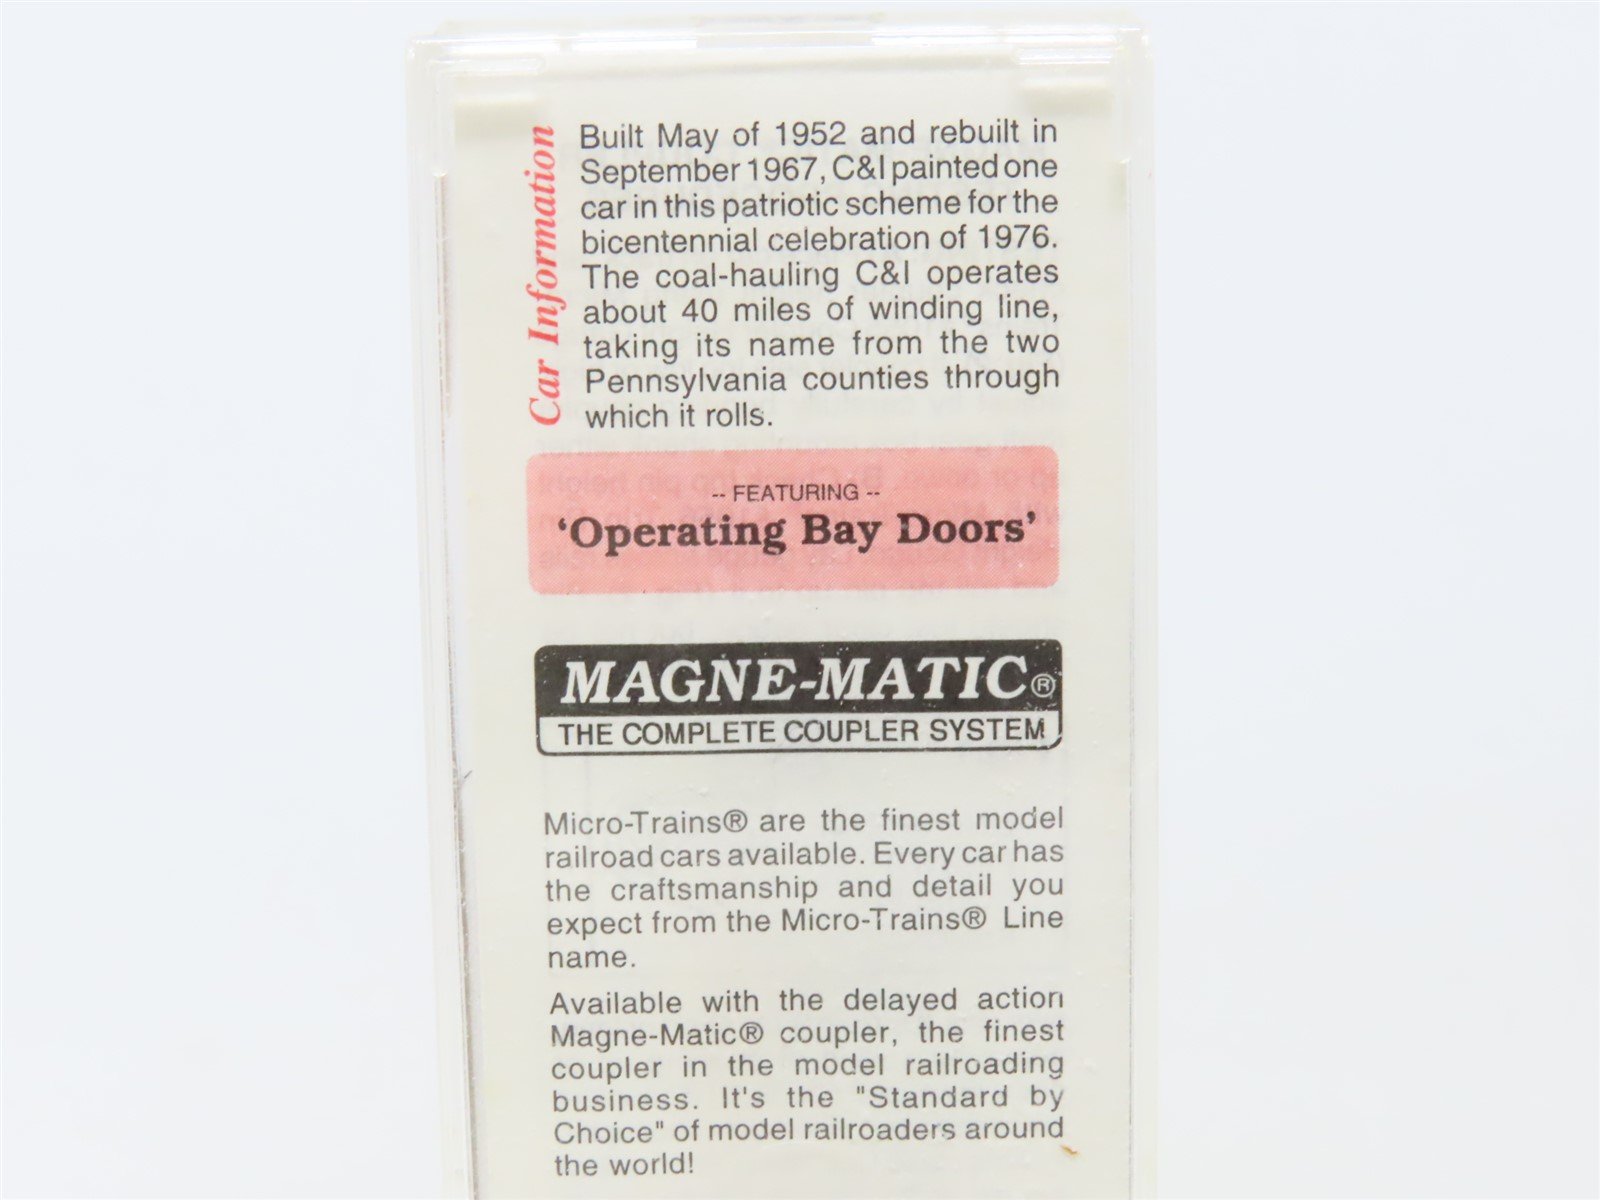 Car Information
Built May of 1952 and rebuilt in
September 1967, C&I painted one
car in this patriotic scheme for the
bicentennial celebration of 1976.
The coal-hauling C&I operates
about 40 miles of winding line,
taking its name from the two
Pennsylvania counties through
which it rolls.
-- FEATURING --
'Operating Bay Doors'
MAGNE-MATIC®
THE COMPLETE COUPLER SYSTEM
Micro-Trains® are the finest model
railroad cars available. Every car has
the craftsmanship and detail you
expect from the Micro-Trains® Line
name.
Available with the delayed action
Magne-Matic® coupler, the finest
coupler in the model railroading
business. It's the "Standard by
Choice" of model railroaders around
the world!